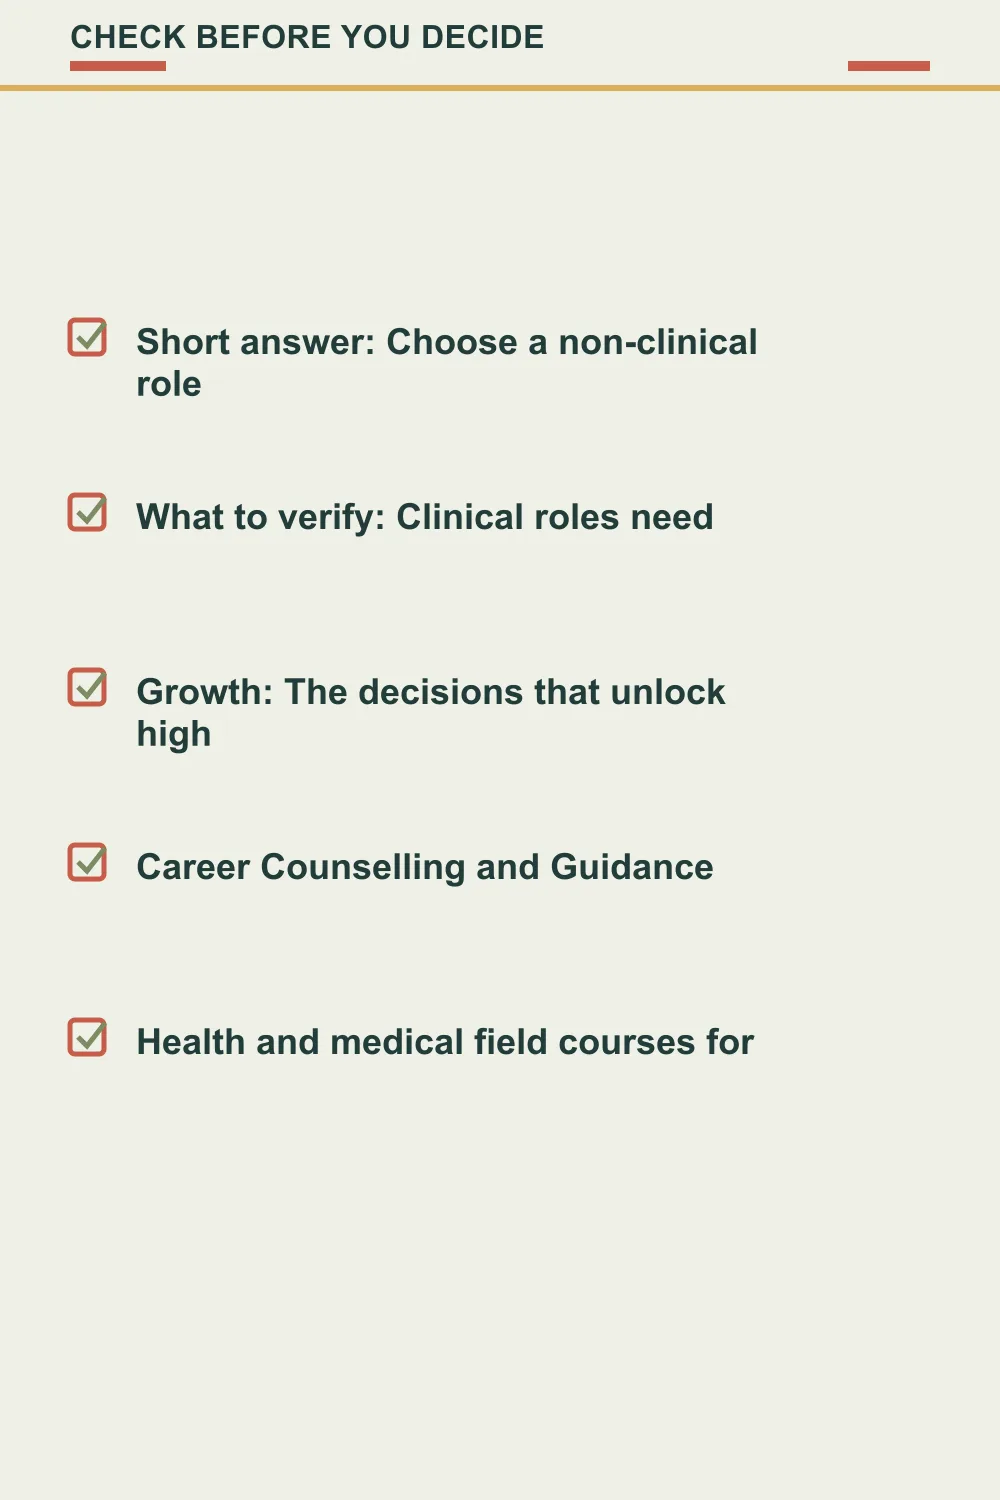 CHECK BEFORE YOU DECIDE
Short answer: Choose a non-clinical
role
What to verify: Clinical roles need
Growth: The decisions that unlock
high
Career Counselling and Guidance
Health and medical field courses for